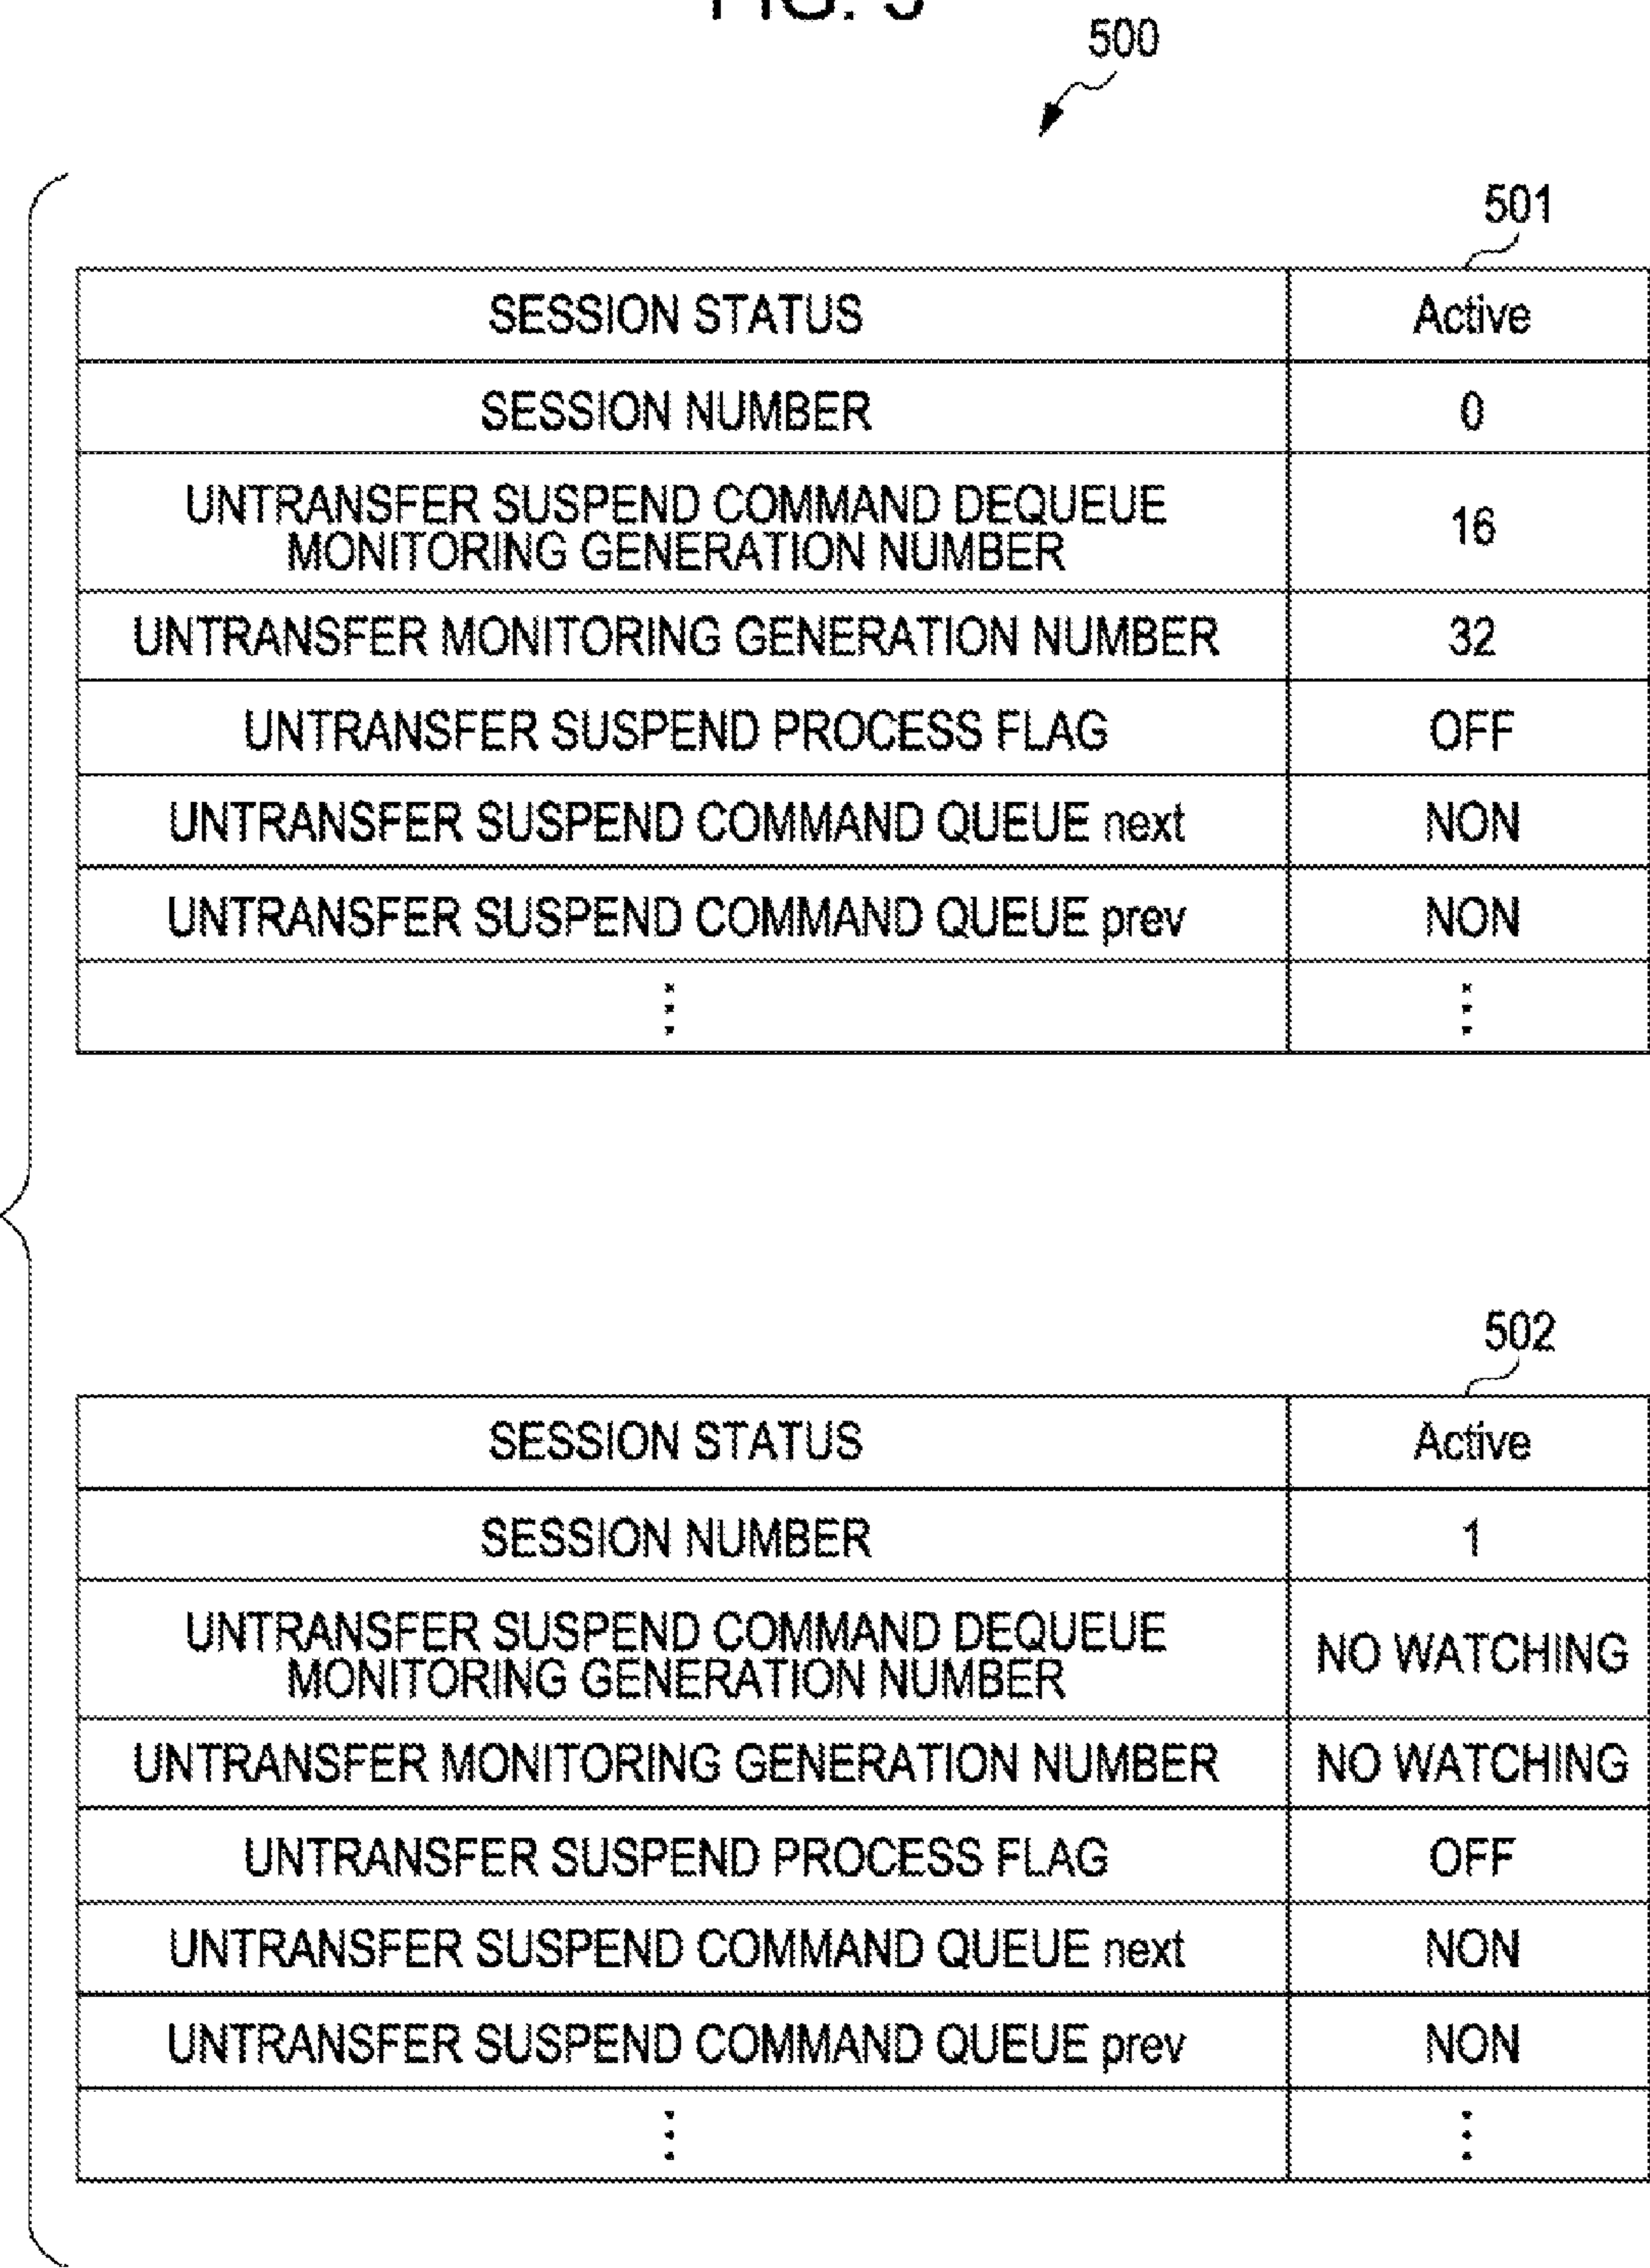 FIG. 5
500
501
SESSION STATUS Active
SESSION NUMBER 0
UNTRANSFER SUSPEND COMMAND DEQUEUE
MONITORING GENERATION NUMBER 16
UNTRANSFER MONITORING GENERATION NUMBER 32
UNTRANSFER SUSPEND PROCESS FLAG OFF
UNTRANSFER SUSPEND COMMAND QUEUE next NON
UNTRANSFER SUSPEND COMMAND QUEUE prev NON
502
SESSION STATUS Active
SESSION NUMBER 1
UNTRANSFER SUSPEND COMMAND DEQUEUE
MONITORING GENERATION NUMBER NO WATCHING
UNTRANSFER MONITORING GENERATION NUMBER NO WATCHING
UNTRANSFER SUSPEND PROCESS FLAG OFF
UNTRANSFER SUSPEND COMMAND QUEUE next NON
UNTRANSFER SUSPEND COMMAND QUEUE prev NON